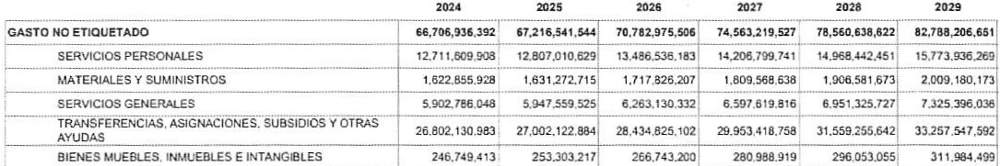 2024 2025 2026 2027 2028 2029
GASTO NO ETIQUETADO 66,706,936,392 67,216,541,544 70,782,975,506 74,563,219,527 78,560,638,622 82,788,206,651
SERVICIOS PERSONALES 12,711,609,908 12,807,010,629 13,486,536,183 14,206,799,741 14,968,442,451 15,773,936,269
MATERIALES Y SUMINISTROS 1,622,855,928 1,631,272,715 1,717,826,207 1,809,568,638 1,906,581,673 2,009,180,173
SERVICIOS GENERALES 5,902,786,048 5,947,559,525 6,263,130,332 6,597,619,816 6,951,325,727 7,325,396,036
TRANSFERENCIAS, ASIGNACIONES, SUBSIDIOS Y OTRAS
AYUDAS 26,802,130,983 27,002,122,884 28,434,825,102 29,953,418,758 31,559,255,642 33,257,547,592
BIENES MUEBLES, INMUEBLES E INTANGIBLES 246,749,413 253,303,217 266,743,200 280,988,919 296,053,055 311,984,499